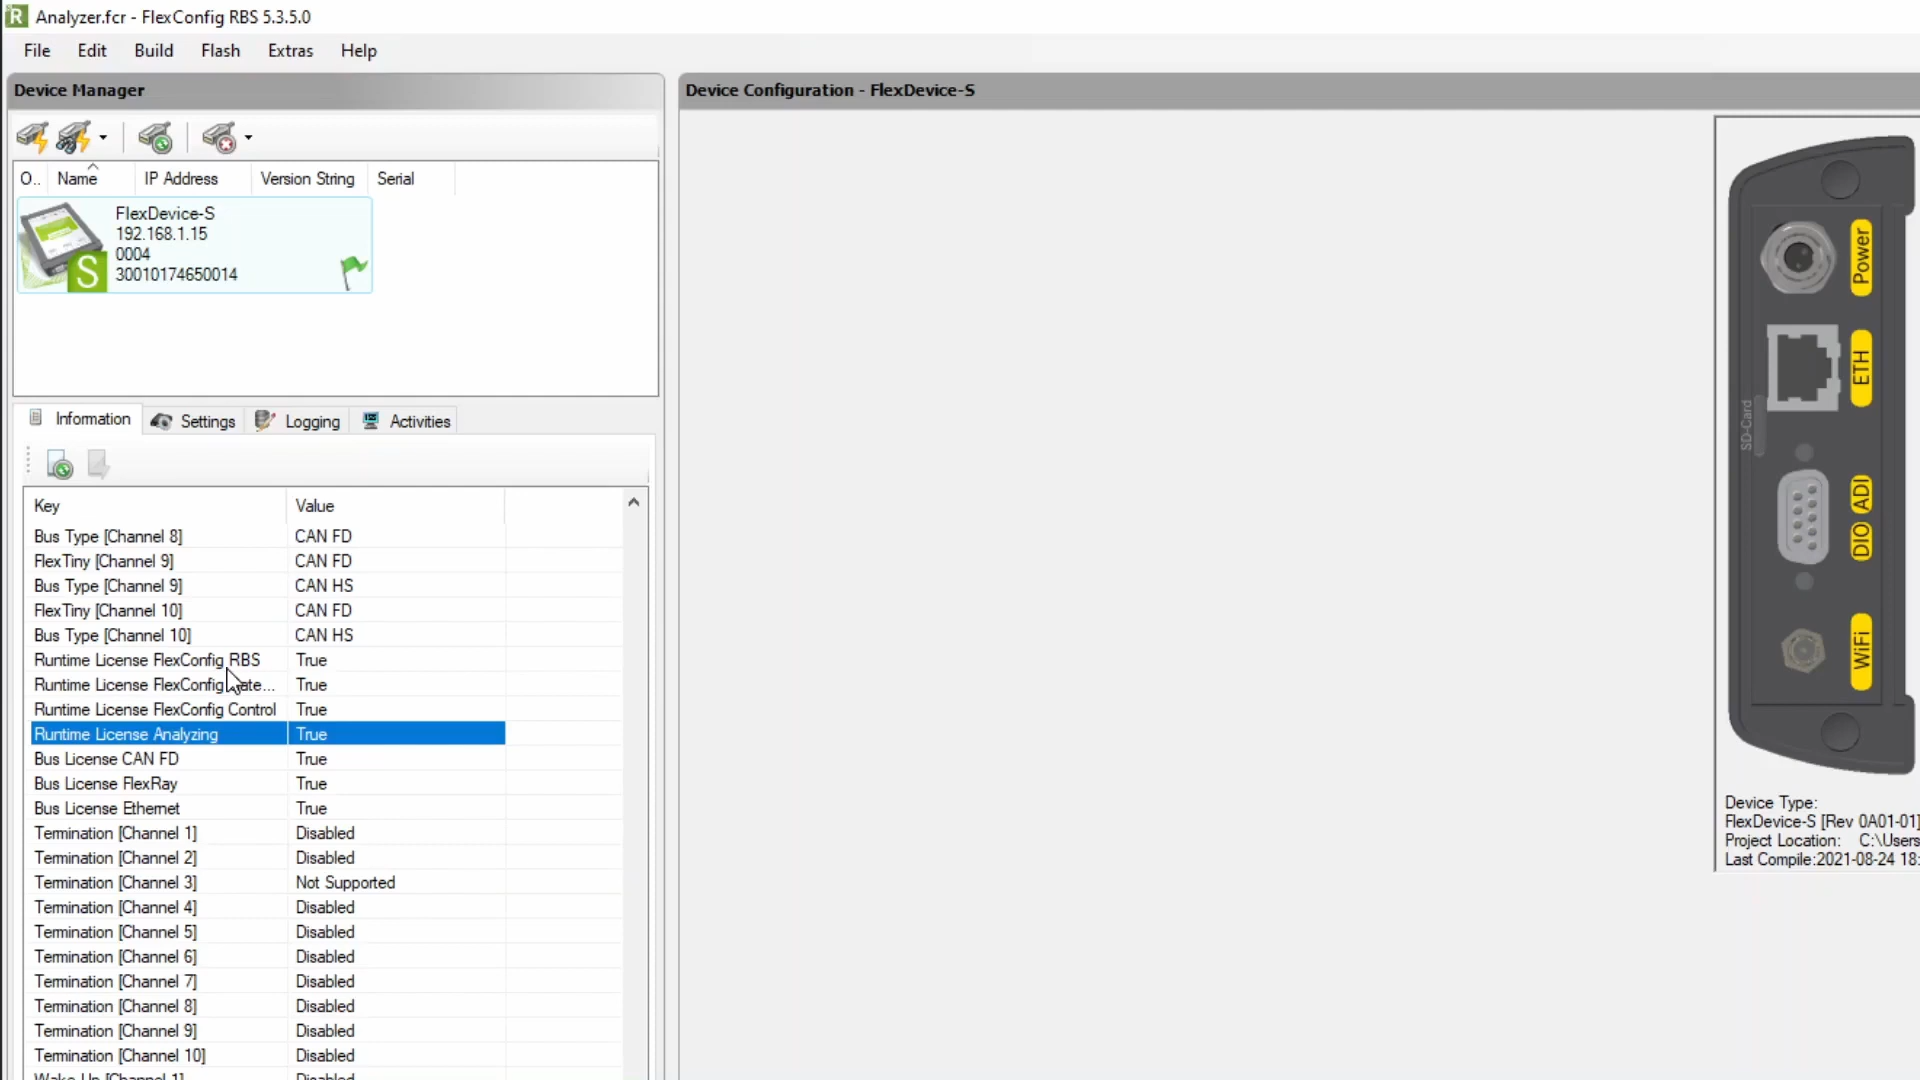 Analyzer.fcr - FlexConfig RBS 5.3.5.0
File Edit Build Flash Extras Help
Device Manager
Device Configuration - FlexDevice-S
O.. Name IP Address Version String Serial
FlexDevice-S
192.168.1.15
0004
30010174650014
S
Information Settings Logging Activities
Key Value
Bus Type [Channel 8] CAN FD
FlexTiny [Channel 9] CAN FD
Bus Type [Channel 9] CAN HS
FlexTiny [Channel 10] CAN FD
Bus Type [Channel 10] CAN HS
Runtime License FlexConfig RBS True
Runtime License FlexConfig True
Runtime License FlexConfig Control True
Runtime License Analyzing True
Bus License CAN FD True
Bus License FlexRay True
Bus License Ethernet True
Termination [Channel 1] Disabled
Termination [Channel 2] Disabled
Termination [Channel 3] Not Supported
Termination [Channel 4] Disabled
Termination [Channel 5] Disabled
Termination [Channel 6] Disabled
Termination [Channel 7] Disabled
Termination [Channel 8] Disabled
Termination [Channel 9] Disabled
Termination [Channel 10] Disabled
Wake Up [Channel 1] Disabled
Power
ETH
SD-Card
ADI
DIO
WiFi
Device Type:
FlexDevice-S [Rev 0A01-01]
Project Location: C:\Users
Last Compile:2021-08-24 18: